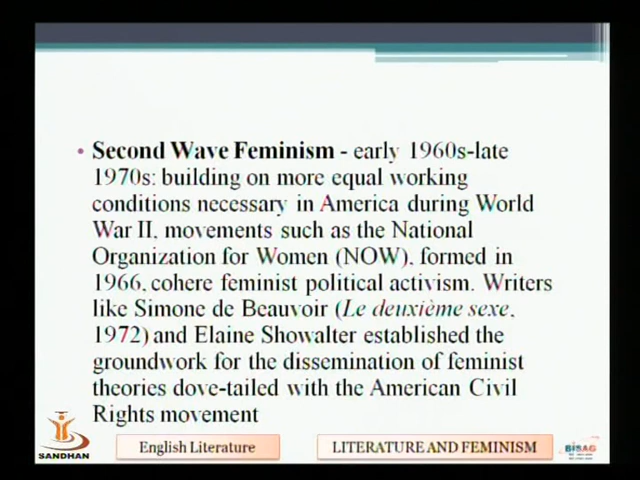 • Second Wave Feminism - early 1960s-late
1970s: building on more equal working
conditions necessary in America during World
War II, movements such as the National
Organization for Women (NOW), formed in
1966, cohere feminist political activism. Writers
like Simone de Beauvoir (Le deuxième sexe,
1972) and Elaine Showalter established the
groundwork for the dissemination of feminist
theories dove-tailed with the American Civil
Rights movement
SANDHAN
English Literature
LITERATURE AND FEMINISM
BISAG